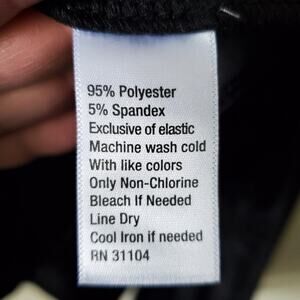 95% Polyester
5% Spandex
Exclusive of elastic
Machine wash cold
With like colors
Only Non-Chlorine
Bleach If Needed
Line Dry
Cool Iron if needed
RN 31104